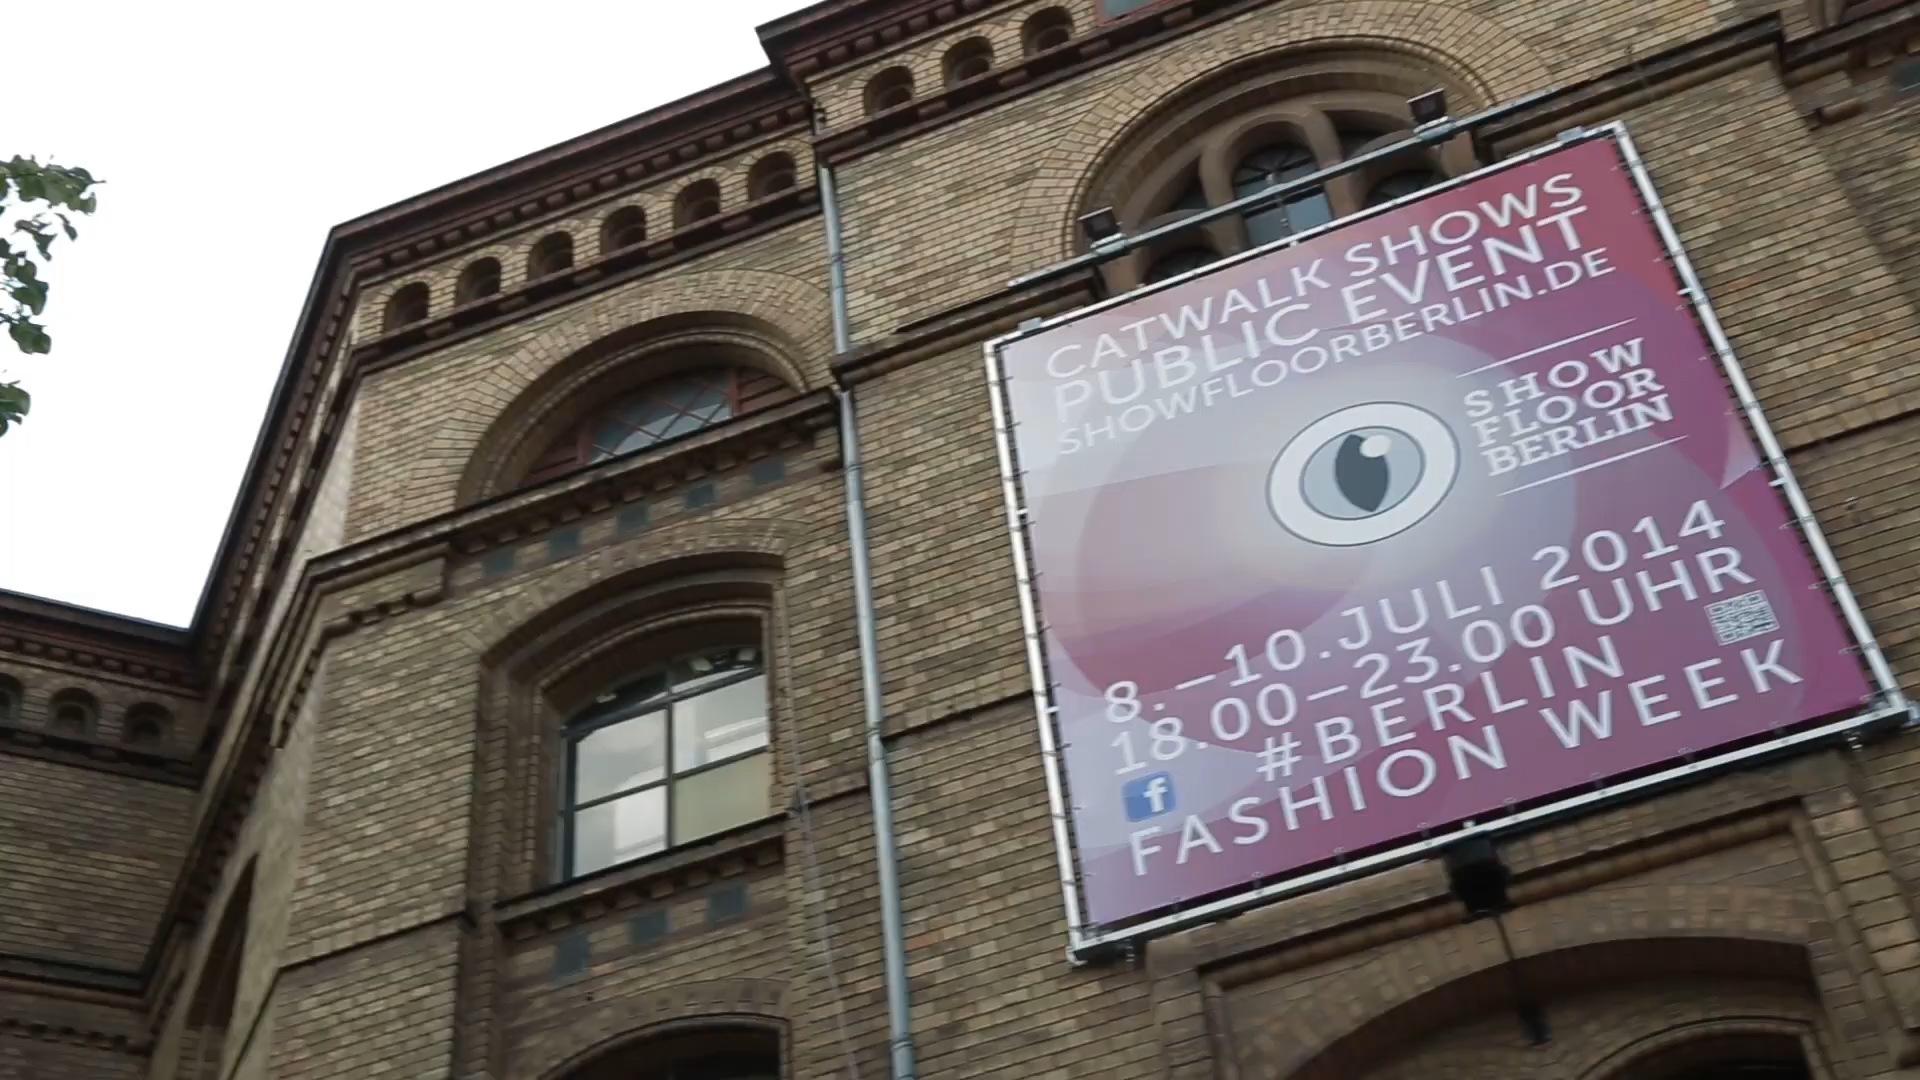 CATWALK SHOWS
PUBLIC EVENT
SHOWFLOORBERLIN.DE
SHOW
FLOOR
BERLIN
8. –10.JULI 2014
18.00–23.00 UHR
#BERLIN
f
FASHION WEEK